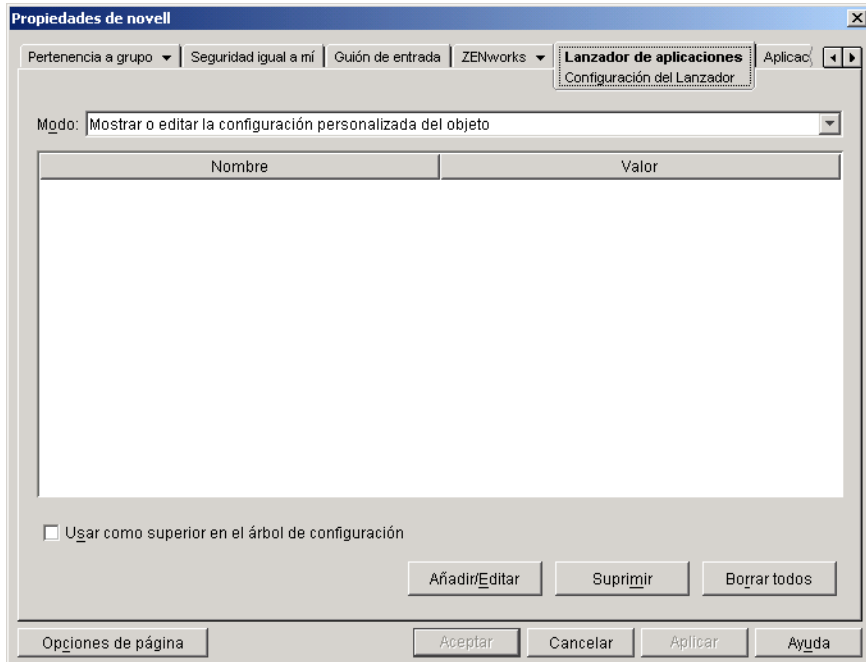 Propiedades de novell
Pertenencia a grupo Seguridad igual a mí Guión de entrada ZENworks Lanzador de aplicaciones
Configuración del Lanzador
Modo: Mostrar o editar la configuración personalizada del objeto
Nombre Valor
Usar como superior en el árbol de configuración
Añadir/Editar Suprimir Borrar todos
Opciones de página Aceptar Cancelar Aplicar Ayuda